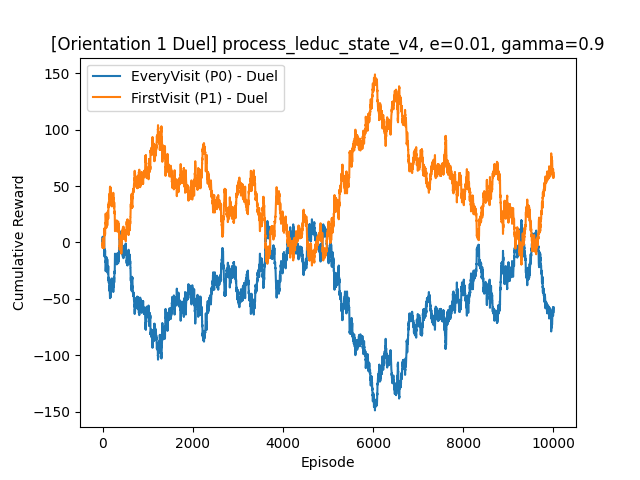 [Orientation 1 Duel] process_leduc_state_v4, e=0.01, gamma=0.9
EveryVisit (P0) - Duel
FirstVisit (P1) - Duel
Cumulative Reward
150
100
50
0
−50
−100
−150
0
2000
4000
6000
8000
10000
Episode